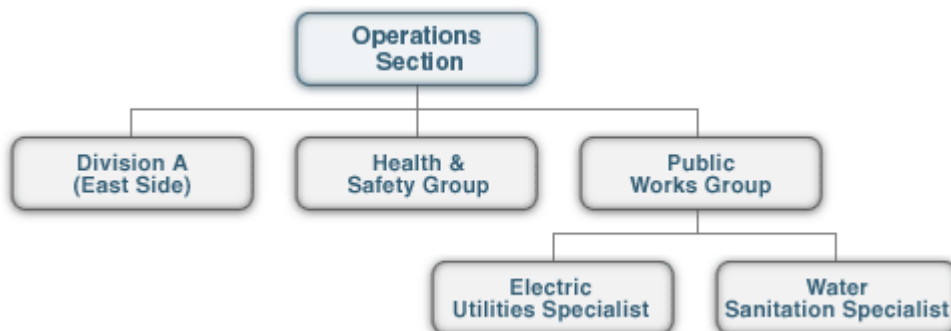 Operations
Section
Division A
(East Side)
Health &
Safety Group
Public
Works Group
Electric
Utilities Specialist
Water
Sanitation Specialist